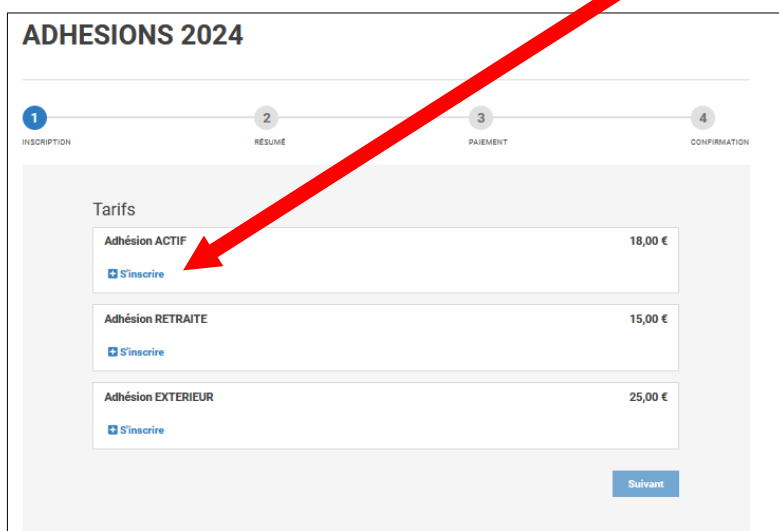 ADHESIONS 2024
1 2 3 4
INSCRIPTION RÉSUMÉ PAIEMENT CONFIRMATION
Tarifs
Adhésion ACTIF 18,00 €
S'inscrire
Adhésion RETRAITE 15,00 €
S'inscrire
Adhésion EXTERIEUR 25,00 €
S'inscrire
Suivant